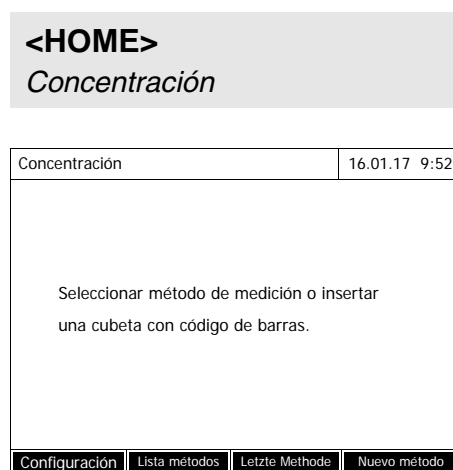 <HOME>
Concentración
Concentración 16.01.17 9:52
Seleccionar método de medición o insertar
una cubeta con código de barras.
Configuración Lista métodos Letzte Methode Nuevo método